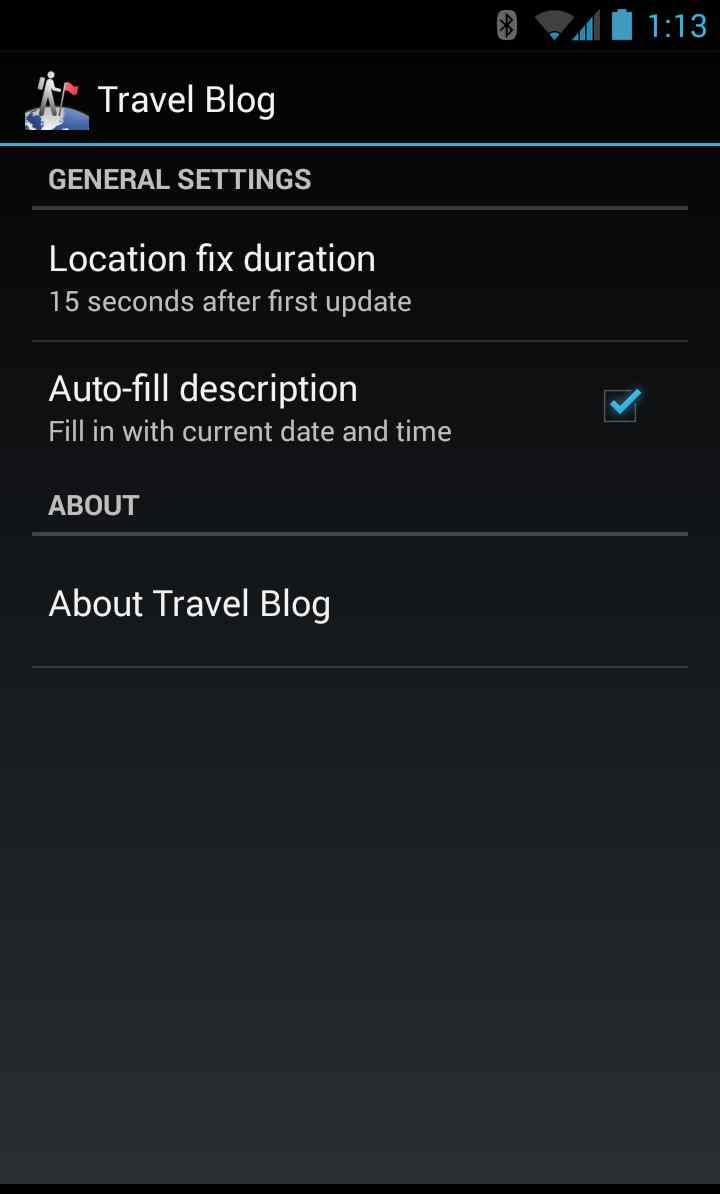 1:13
Travel Blog
GENERAL SETTINGS
Location fix duration
15 seconds after first update
Auto-fill description
Fill in with current date and time
ABOUT
About Travel Blog